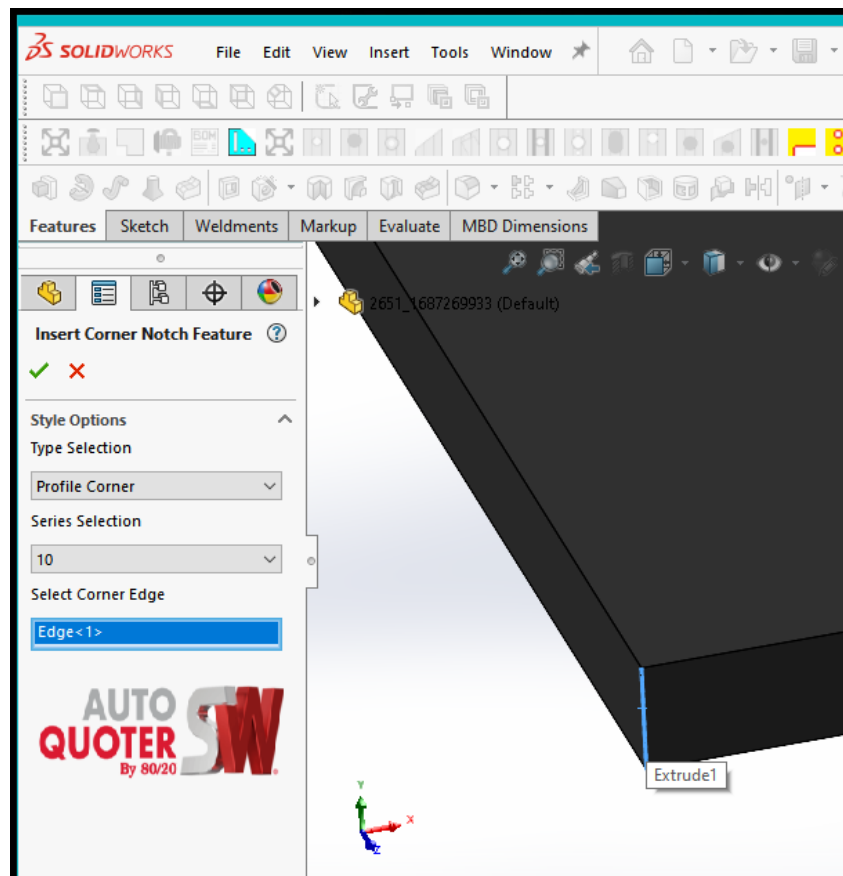 SOLIDWORKS File Edit View Insert Tools Window
BOM
Features Sketch Weldments Markup Evaluate MBD Dimensions
2651_1687269933 (Default)
Insert Corner Notch Feature ?
Style Options
Type Selection
Profile Corner
Series Selection
10
Select Corner Edge
Edge<1>
AUTO
QUOTER
By 80/20
SW
Extrude1
Y
X
Z